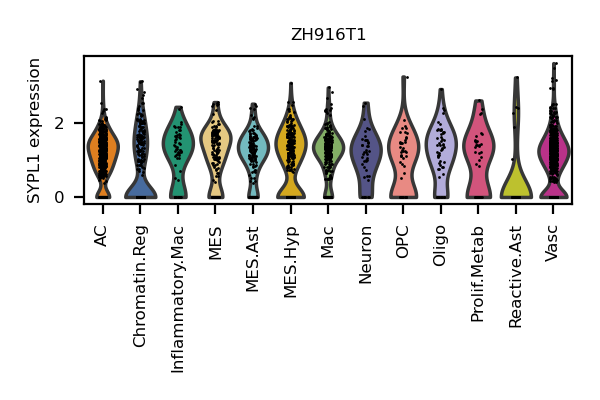 ZH916T1
SYPL1 expression
2
0
AC
Chromatin.Reg
Inflammatory.Mac
MES
MES.Ast
MES.Hyp
Mac
Neuron
OPC
Oligo
Prolif.Metab
Reactive.Ast
Vasc